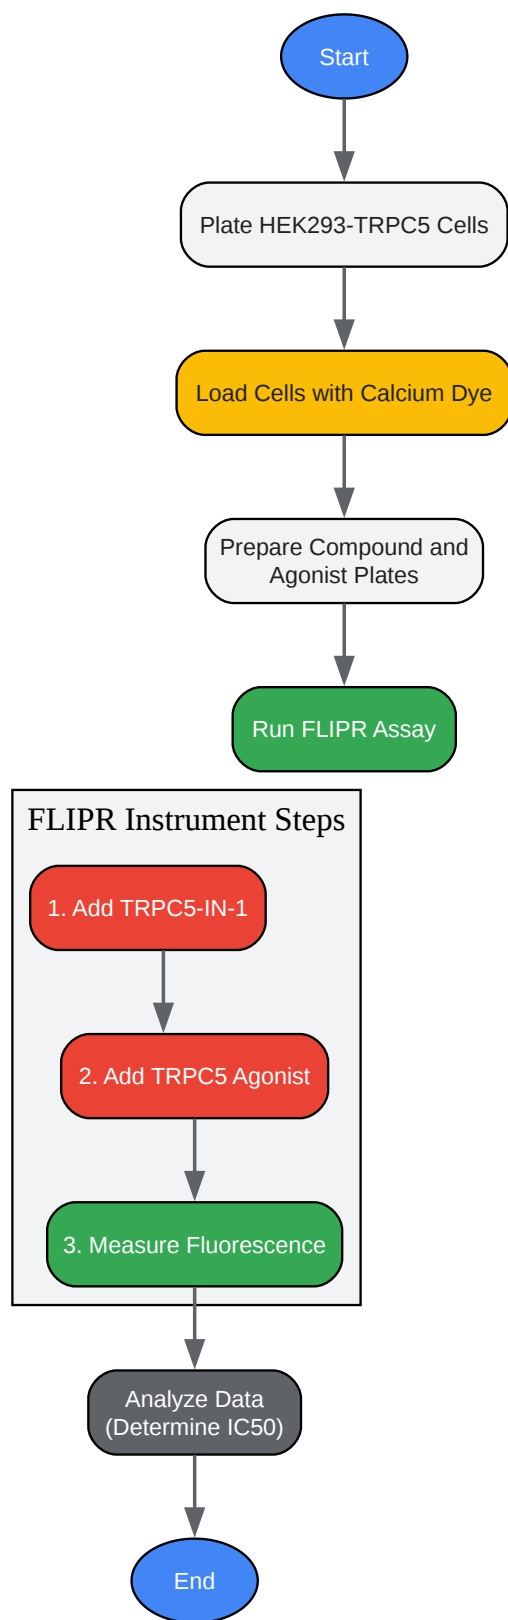 Start
Plate HEK293-TRPC5 Cells
Load Cells with Calcium Dye
Prepare Compound and
Agonist Plates
Run FLIPR Assay
FLIPR Instrument Steps
1. Add TRPC5-IN-1
2. Add TRPC5 Agonist
3. Measure Fluorescence
Analyze Data
(Determine IC50)
End